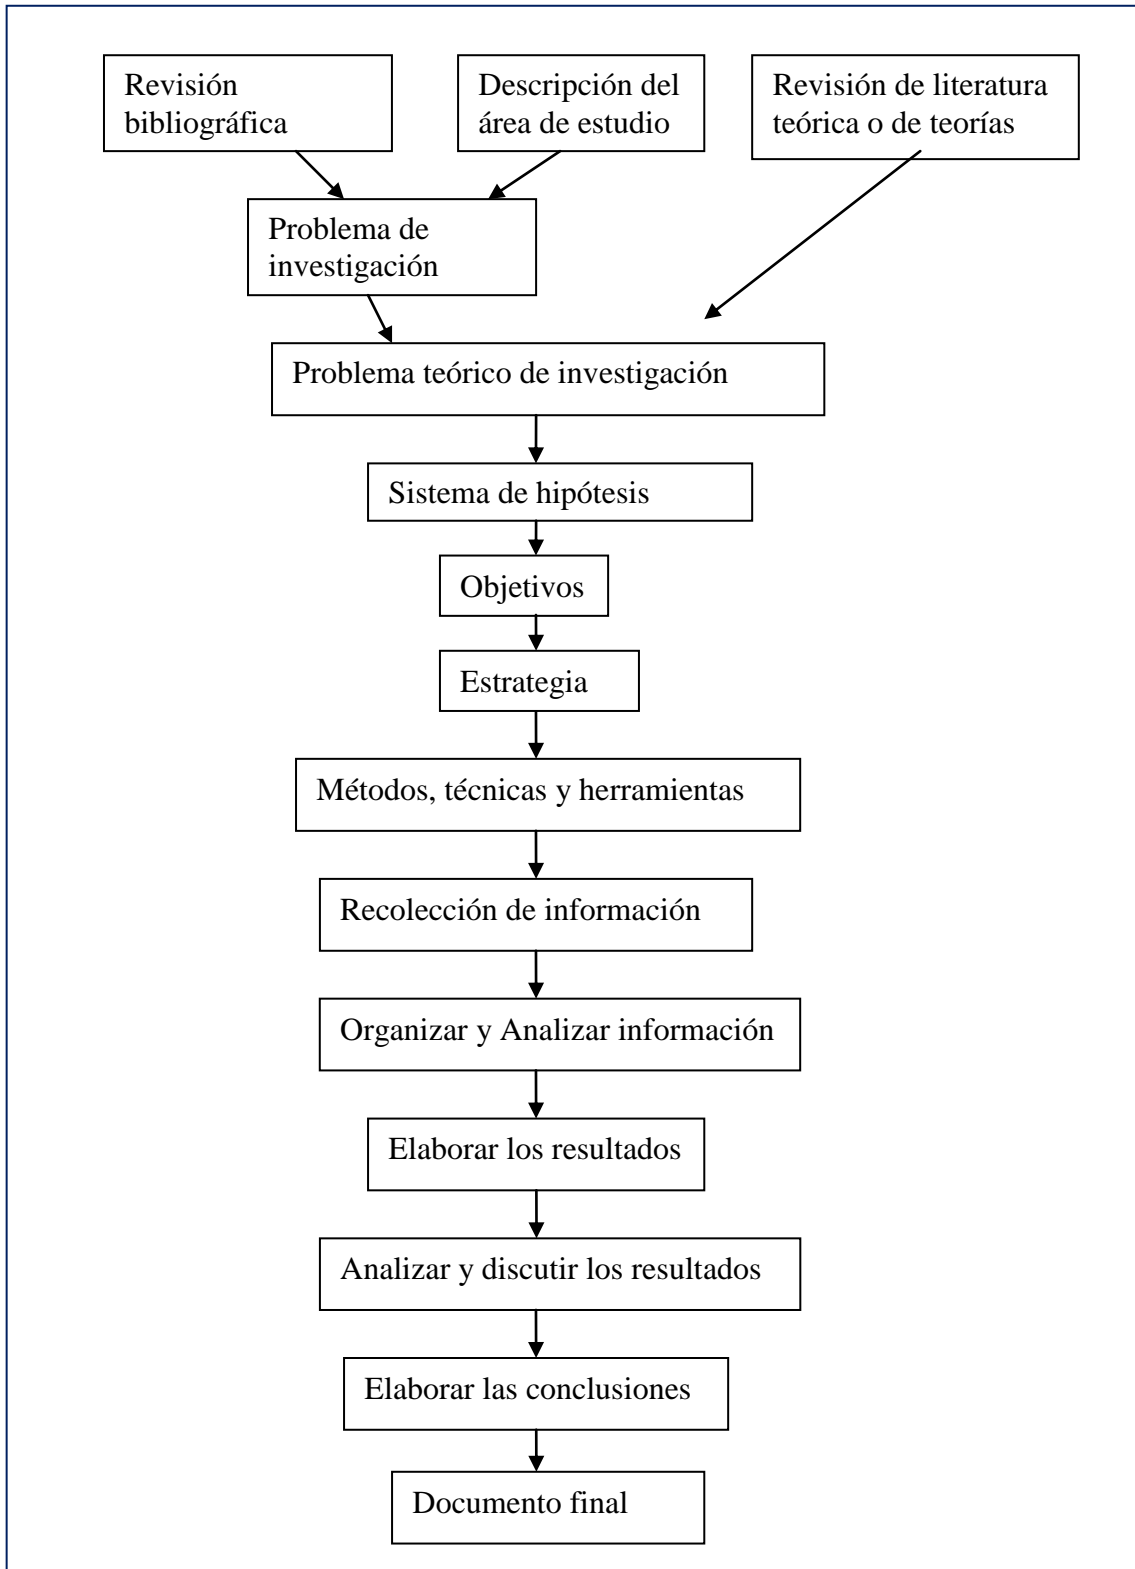 Revisión
bibliográfica
Descripción del
área de estudio
Revisión de literatura
teórica o de teorías
Problema de
investigación
Problema teórico de investigación
Sistema de hipótesis
Objetivos
Estrategia
Métodos, técnicas y herramientas
Recolección de información
Organizar y Analizar información
Elaborar los resultados
Analizar y discutir los resultados
Elaborar las conclusiones
Documento final